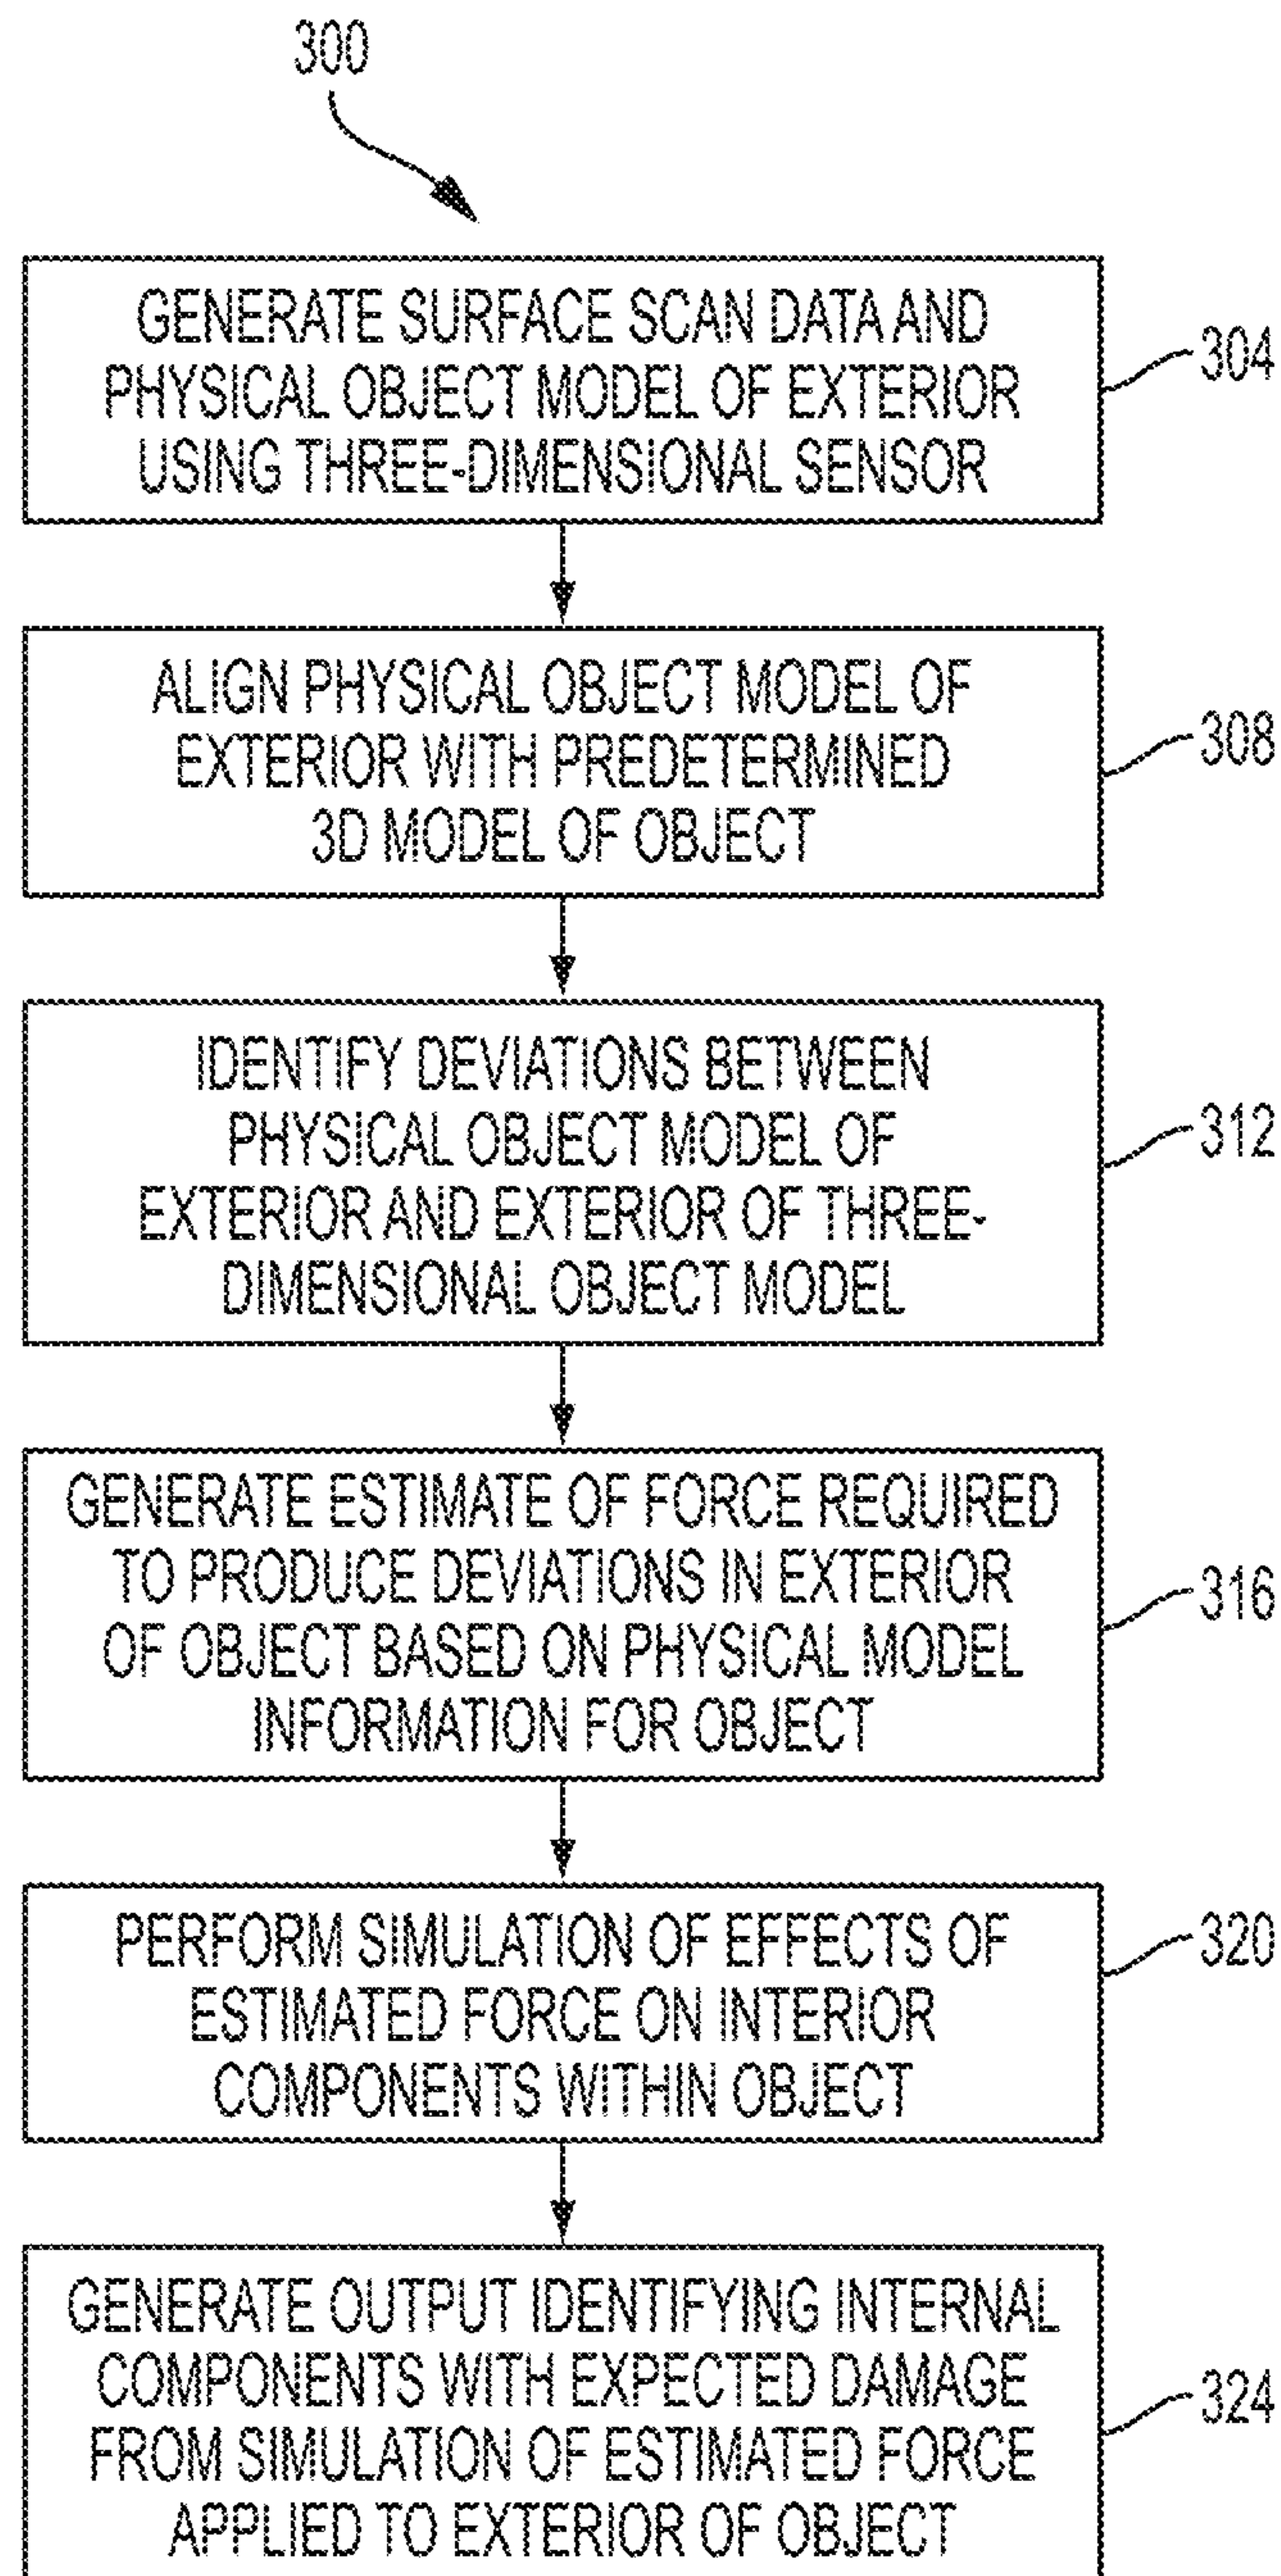 300
GENERATE SURFACE SCAN DATA AND
PHYSICAL OBJECT MODEL OF EXTERIOR
USING THREE-DIMENSIONAL SENSOR
304
ALIGN PHYSICAL OBJECT MODEL OF
EXTERIOR WITH PREDETERMINED
3D MODEL OF OBJECT
308
IDENTIFY DEVIATIONS BETWEEN
PHYSICAL OBJECT MODEL OF
EXTERIOR AND EXTERIOR OF THREE-
DIMENSIONAL OBJECT MODEL
312
GENERATE ESTIMATE OF FORCE REQUIRED
TO PRODUCE DEVIATIONS IN EXTERIOR
OF OBJECT BASED ON PHYSICAL MODEL
INFORMATION FOR OBJECT
316
PERFORM SIMULATION OF EFFECTS OF
ESTIMATED FORCE ON INTERIOR
COMPONENTS WITHIN OBJECT
320
GENERATE OUTPUT IDENTIFYING INTERNAL
COMPONENTS WITH EXPECTED DAMAGE
FROM SIMULATION OF ESTIMATED FORCE
APPLIED TO EXTERIOR OF OBJECT
324